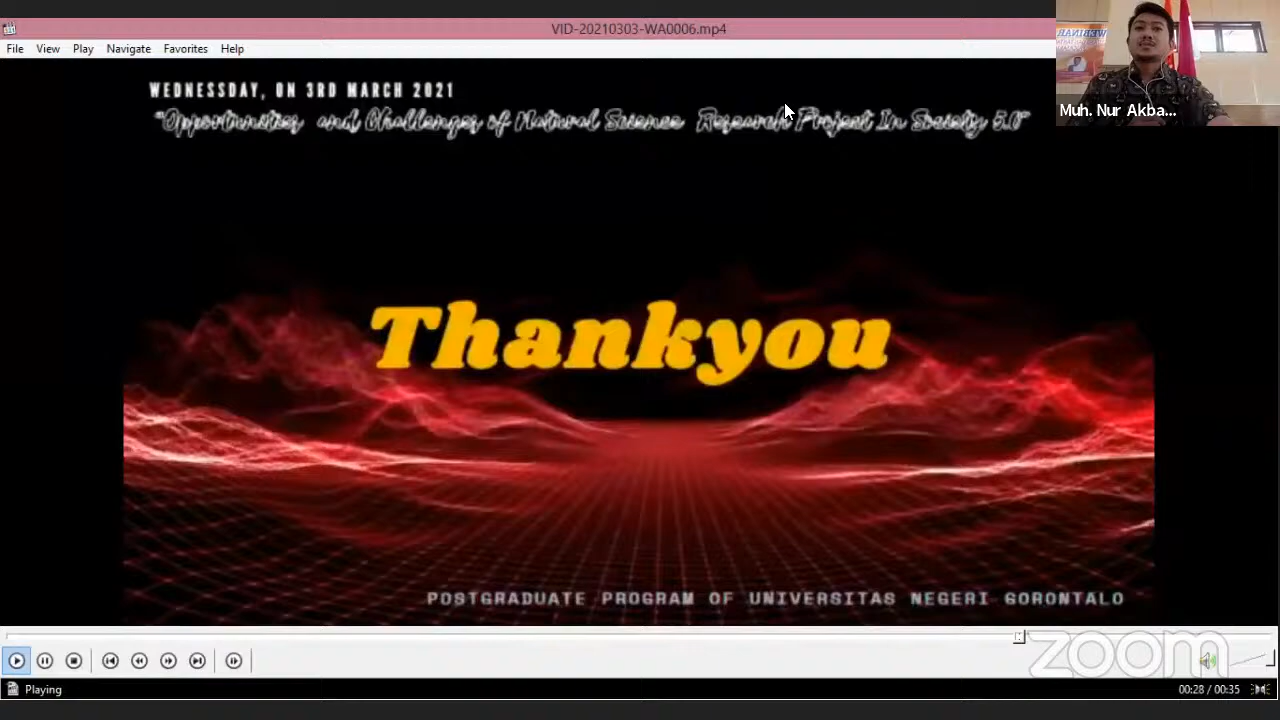 VID-20210303-WA0006.mp4
File View Play Navigate Favorites Help
WEBINAR
Muh. Nur Akba...
WEDNESSDAY, ON 3RD MARCH 2021
"Opportunities and Challenges of Natural Science Research Project In Society 5.0"
Thankyou
POSTGRADUATE PROGRAM OF UNIVERSITAS NEGERI GORONTALO
zoom
Playing
00:28 / 00:35